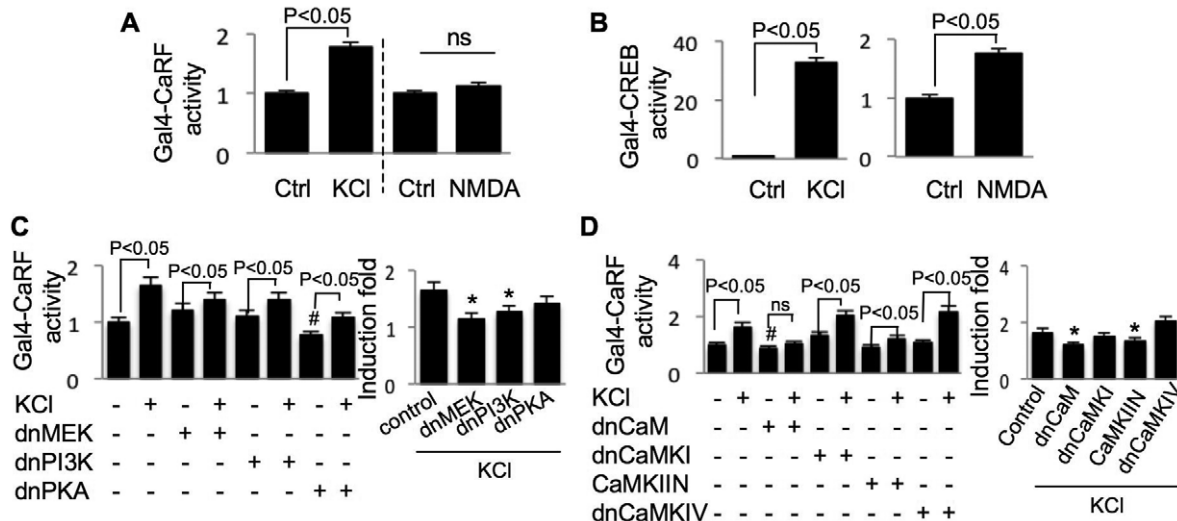 A
Gal4-CaRF
activity
2
1
0
P<0.05
ns
Ctrl KCl Ctrl NMDA
B
Gal4-CREB
activity
40
20
0
P<0.05
Ctrl KCl
2
1
0
P<0.05
Ctrl NMDA
C
Gal4-CaRF
activity
2
1
0
P<0.05
P<0.05
P<0.05
P<0.05
#
KCl - + - + - + - +
dnMEK - - + + - - - -
dnPI3K - - - - + + - -
dnPKA - - - - - - + +
Induction fold
2
1
0
* *
control
dnMEK
dnPI3K
dnPKA
KCl
D
Gal4-CaRF
activity
4
2
0
P<0.05
ns
P<0.05
P<0.05
P<0.05
#
KCl - + - + - + - + - +
dnCaM - - + + - - - - - -
dnCaMKI - - - - + + - - - -
CaMKIIN - - - - - - + + - -
dnCaMKIV - - - - - - - - + +
Induction fold
4
2
0
* *
Control
dnCaM
dnCaMKI
CaMKIIN
dnCaMKIV
KCl